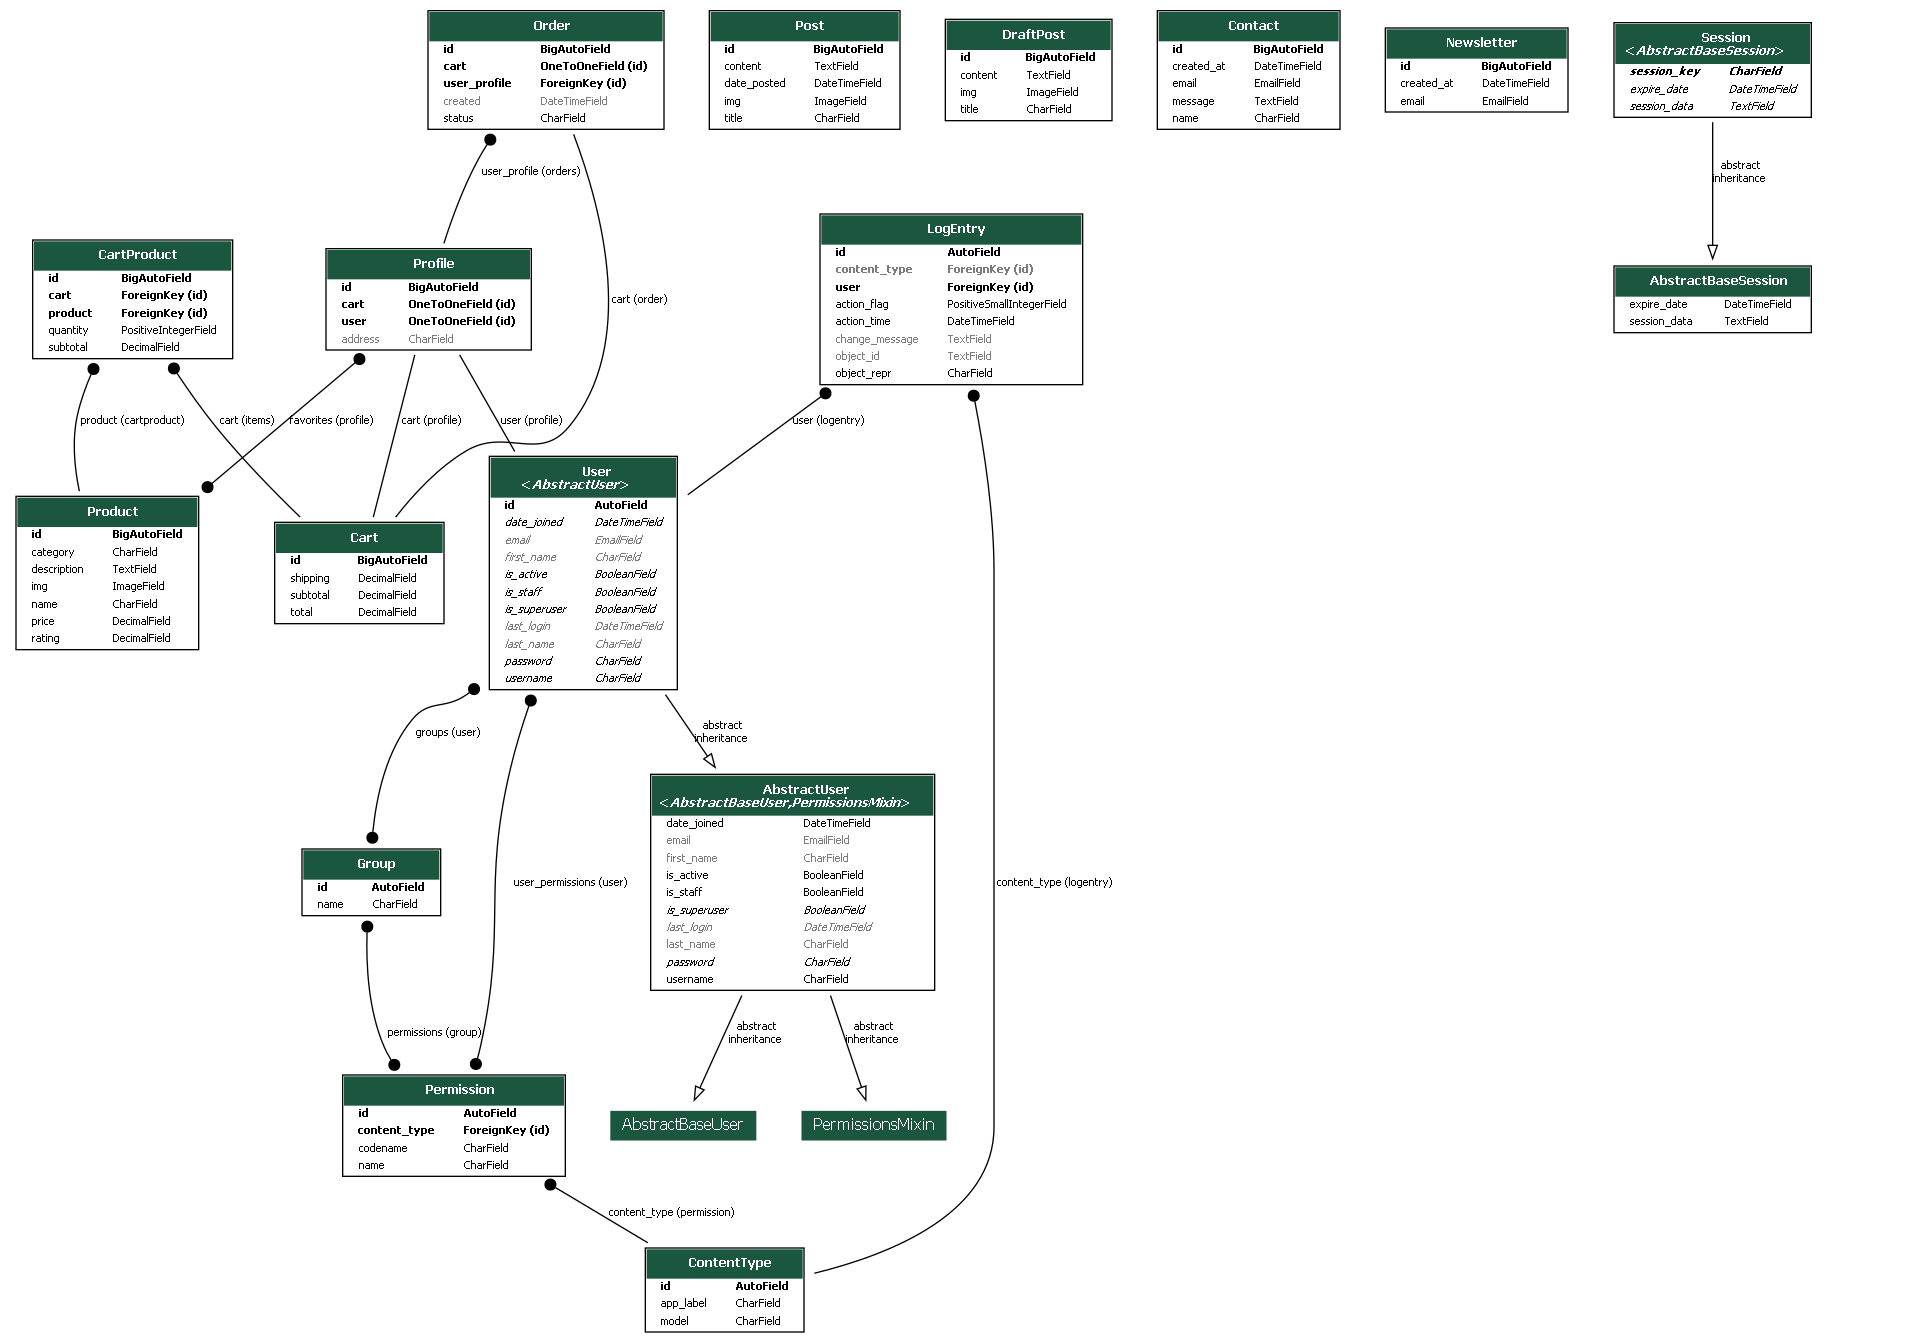 Order
id BigAutoField
cart OneToOneField (id)
user_profile ForeignKey (id)
created DateTimeField
status CharField
Post
id BigAutoField
content TextField
date_posted DateTimeField
img ImageField
title CharField
DraftPost
id BigAutoField
content TextField
img ImageField
title CharField
Contact
id BigAutoField
created_at DateTimeField
email EmailField
message TextField
name CharField
Newsletter
id BigAutoField
created_at DateTimeField
email EmailField
Session
<AbstractBaseSession>
session_key CharField
expire_date DateTimeField
session_data TextField
user_profile (orders)
abstract
inheritance
CartProduct
id BigAutoField
cart ForeignKey (id)
product ForeignKey (id)
quantity PositiveIntegerField
subtotal DecimalField
Profile
id BigAutoField
cart OneToOneField (id)
user OneToOneField (id)
address CharField
cart (order)
LogEntry
id AutoField
content_type ForeignKey (id)
user ForeignKey (id)
action_flag PositiveSmallIntegerField
action_time DateTimeField
change_message TextField
object_id TextField
object_repr CharField
AbstractBaseSession
expire_date DateTimeField
session_data TextField
product (cartproduct)
cart (items)
favorites (profile)
cart (profile)
user (profile)
user (logentry)
Product
id BigAutoField
category CharField
description TextField
img ImageField
name CharField
price DecimalField
rating DecimalField
Cart
id BigAutoField
shipping DecimalField
subtotal DecimalField
total DecimalField
User
<AbstractUser>
id AutoField
date_joined DateTimeField
email EmailField
first_name CharField
is_active BooleanField
is_staff BooleanField
is_superuser BooleanField
last_login DateTimeField
last_name CharField
password CharField
username CharField
groups (user)
abstract
inheritance
AbstractUser
<AbstractBaseUser,PermissionsMixin>
date_joined DateTimeField
email EmailField
first_name CharField
is_active BooleanField
is_staff BooleanField
is_superuser BooleanField
last_login DateTimeField
last_name CharField
password CharField
username CharField
Group
id AutoField
name CharField
user_permissions (user)
content_type (logentry)
permissions (group)
abstract
inheritance
abstract
inheritance
Permission
id AutoField
content_type ForeignKey (id)
codename CharField
name CharField
AbstractBaseUser
PermissionsMixin
content_type (permission)
ContentType
id AutoField
app_label CharField
model CharField